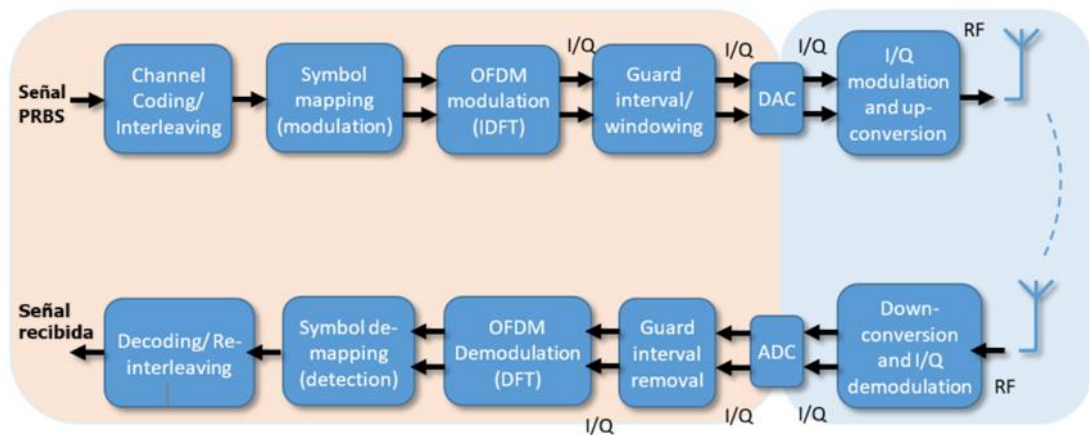 Señal
PRBS
Channel
Coding/
Interleaving
Symbol
mapping
(modulation)
OFDM
modulation
(IDFT)
I/Q
Guard
interval/
windowing
I/Q
DAC
I/Q
I/Q
modulation
and up-
conversion
RF
Señal
recibida
Decoding/ Re-
interleaving
Symbol de-
mapping
(detection)
OFDM
Demodulation
(DFT)
I/Q
Guard
interval
removal
I/Q
ADC
I/Q
Down-
conversion
and I/Q
demodulation
RF